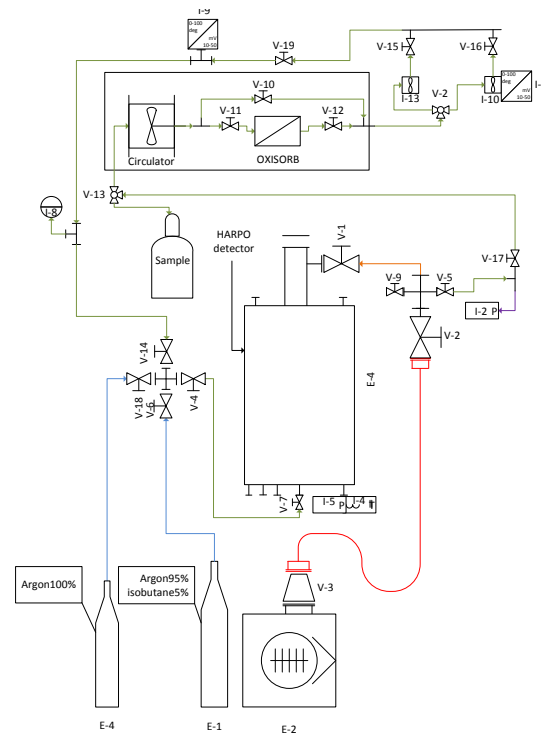 I-9
0-100
deg
mV
10-50
V-19
V-15
V-16
I-13
V-2
I-10
0-100
deg
mV
10-50
I-
V-10
V-11
V-12
Circulator
OXISORB
V-13
I-8
Sample
HARPO
detector
V-1
V-17
V-9
V-5
I-2 P
V-2
V-14
V-18
V-6
V-4
E-4
V-7
I-5
P
I-4
V-3
Argon100%
Argon95%
isobutane5%
E-4
E-1
E-2